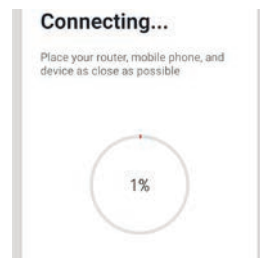 Connecting...
Place your router, mobile phone, and
device as close as possible
1%